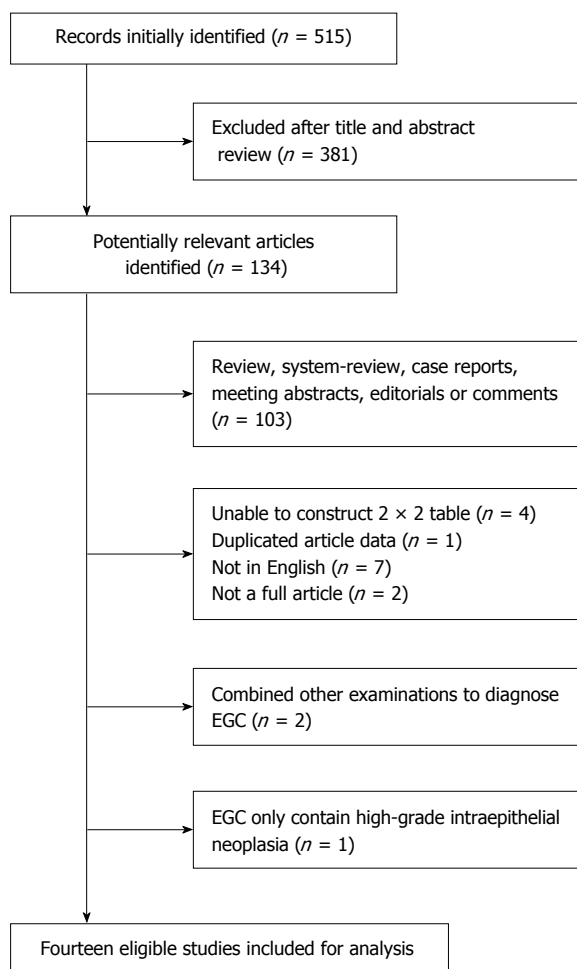 Records initially identified (n = 515)
Excluded after title and abstract
review (n = 381)
Potentially relevant articles
identified (n = 134)
Review, system-review, case reports,
meeting abstracts, editorials or comments
(n = 103)
Unable to construct 2 × 2 table (n = 4)
Duplicated article data (n = 1)
Not in English (n = 7)
Not a full article (n = 2)
Combined other examinations to diagnose
EGC (n = 2)
EGC only contain high-grade intraepithelial
neoplasia (n = 1)
Fourteen eligible studies included for analysis